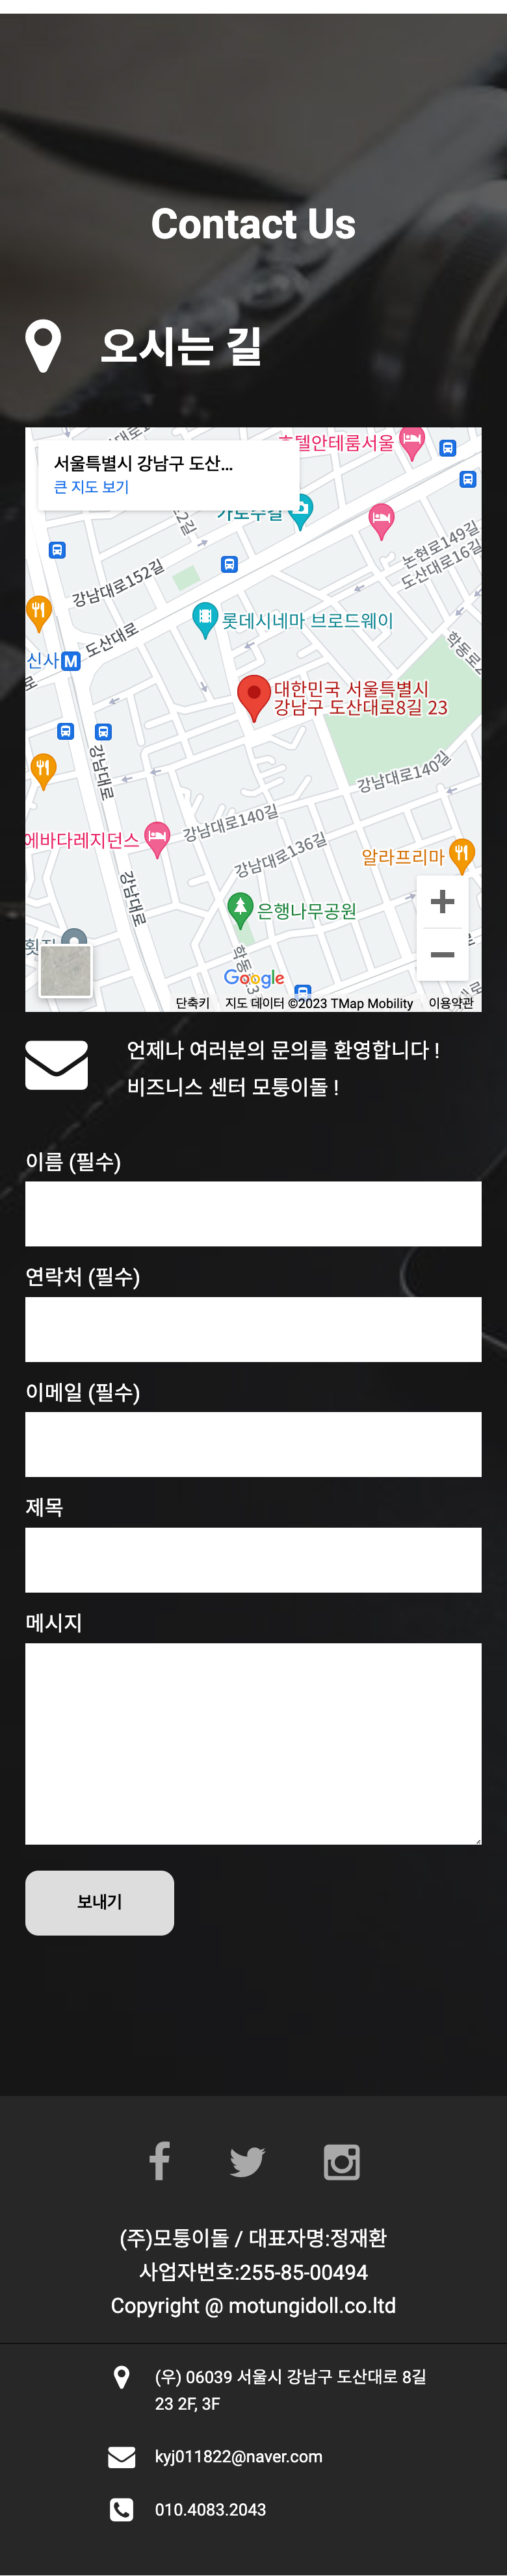 Contact Us
오시는 길
호텔안테룸서울
서울특별시 강남구 도산...
큰 지도 보기
가로수길
논현로149길
도산대로16길
강남대로152길
도산대로
롯데시네마 브로드웨이
신사 M
대한민국 서울특별시
강남구 도산대로8길 23
강남대로
강남대로140길
강남대로140길
에바다레지던스
강남대로136길
알라프리마
강남대로
은행나무공원
Google
단축키 지도 데이터 ©2023 TMap Mobility 이용약관
언제나 여러분의 문의를 환영합니다 !
비즈니스 센터 모퉁이돌 !
이름 (필수)
연락처 (필수)
이메일 (필수)
제목
메시지
보내기
(주)모퉁이돌 / 대표자명:정재환
사업자번호:255-85-00494
Copyright @ motungidoll.co.ltd
(우) 06039 서울시 강남구 도산대로 8길
23 2F, 3F
kyj011822@naver.com
010.4083.2043